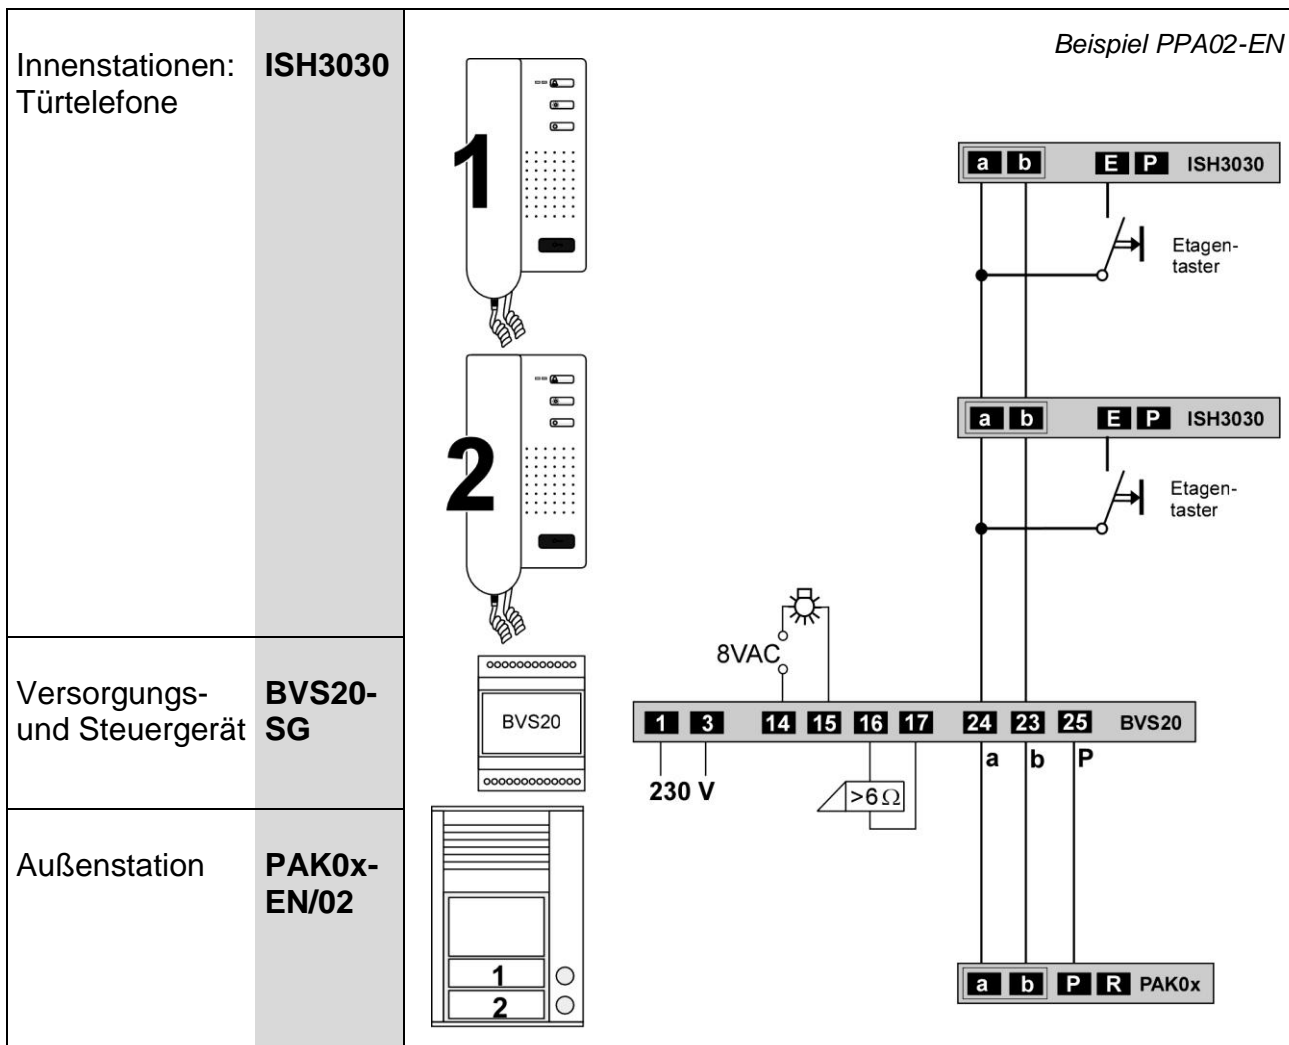 Beispiel PPA02-EN
Innenstationen: ISH3030
Türtelefone
1
2
a b E P ISH3030
Etagen-
taster
a b E P ISH3030
Etagen-
taster
8VAC
Versorgungs- BVS20-
und Steuergerät SG
BVS20
1 3 14 15 16 17 24 23 25 BVS20
a b P
230 V
>6 Ω
Außenstation PAK0x-
EN/02
1
2
a b P R PAK0x